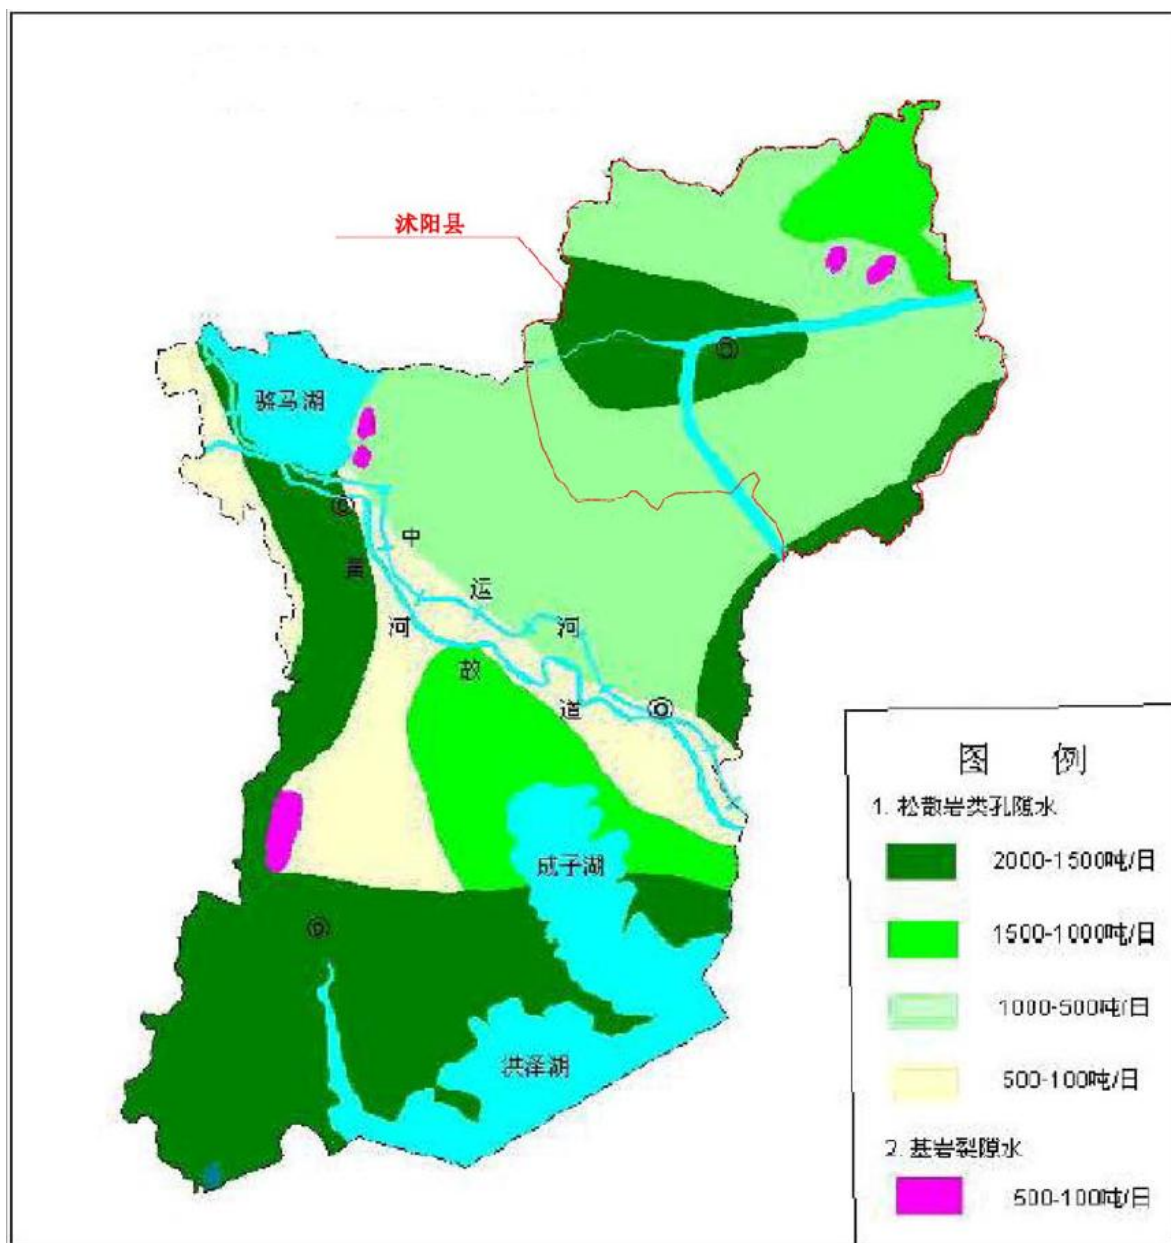 沭阳县
骆马湖
中
运
河
黄
河
故
道
成子湖
洪泽湖
图 例
1. 松散岩类孔隙水
2000-1500吨/日
1500-1000吨/日
1000-500吨/日
500-100吨/日
2. 基岩裂隙水
500-100吨/日